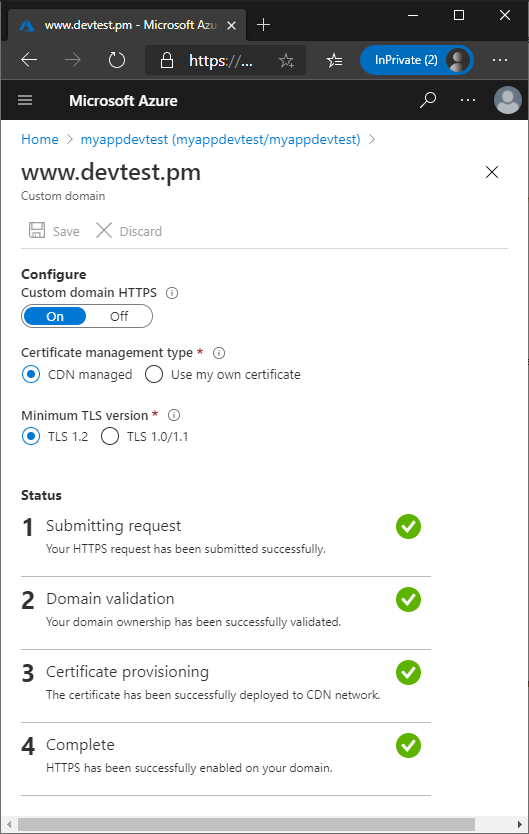 www.devtest.pm - Microsoft Azu
https://...
InPrivate (2)
Microsoft Azure
Home > myappdevtest (myappdevtest/myappdevtest) >
www.devtest.pm
Custom domain
Save Discard
Configure
Custom domain HTTPS
On Off
Certificate management type *
CDN managed Use my own certificate
Minimum TLS version *
TLS 1.2 TLS 1.0/1.1
Status
1 Submitting request
Your HTTPS request has been submitted successfully.
2 Domain validation
Your domain ownership has been successfully validated.
3 Certificate provisioning
The certificate has been successfully deployed to CDN network.
4 Complete
HTTPS has been successfully enabled on your domain.